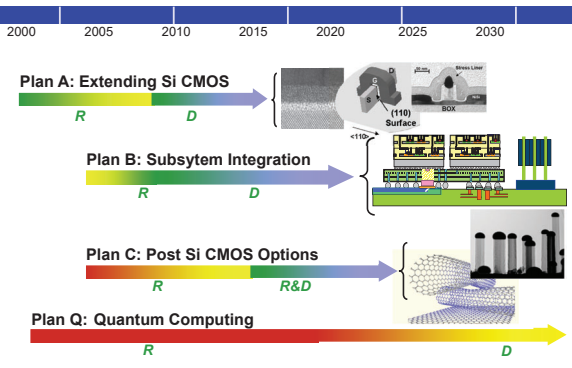 2000 2005 2010 2015 2020 2025 2030
Plan A: Extending Si CMOS
R D
D
G
S
(110)
Surface
<110>
Stress Liner
BOX
Plan B: Subsytem Integration
R D
Plan C: Post Si CMOS Options
R R&D
Plan Q: Quantum Computing
R D